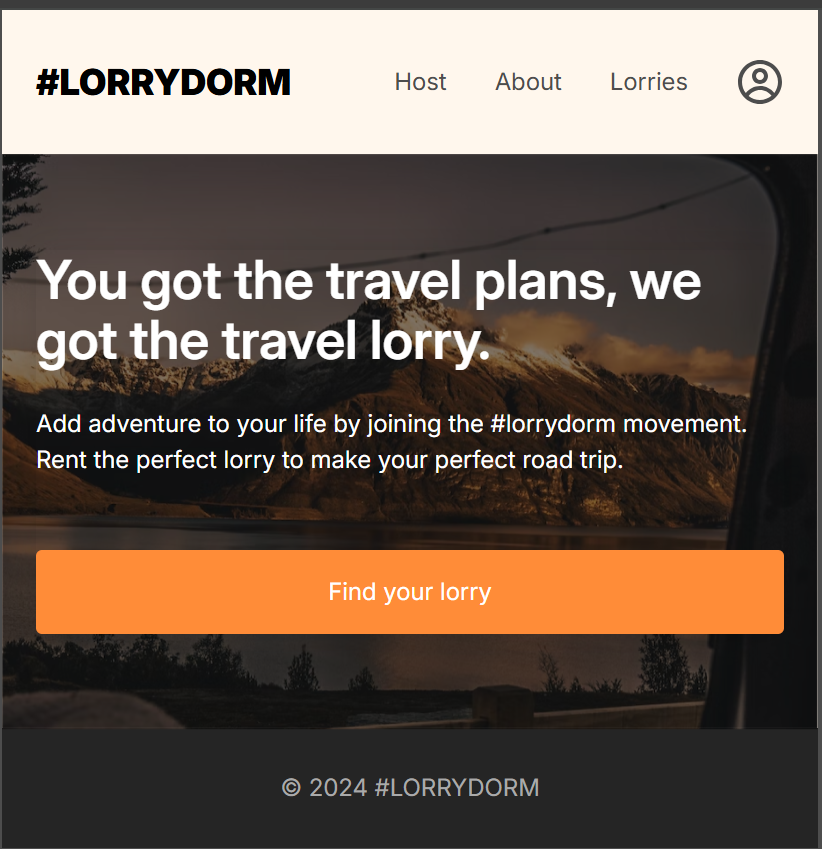 #LORRYDORM
Host
About
Lorries
You got the travel plans, we
got the travel lorry.
Add adventure to your life by joining the #lorrydorm movement.
Rent the perfect lorry to make your perfect road trip.
Find your lorry
© 2024 #LORRYDORM